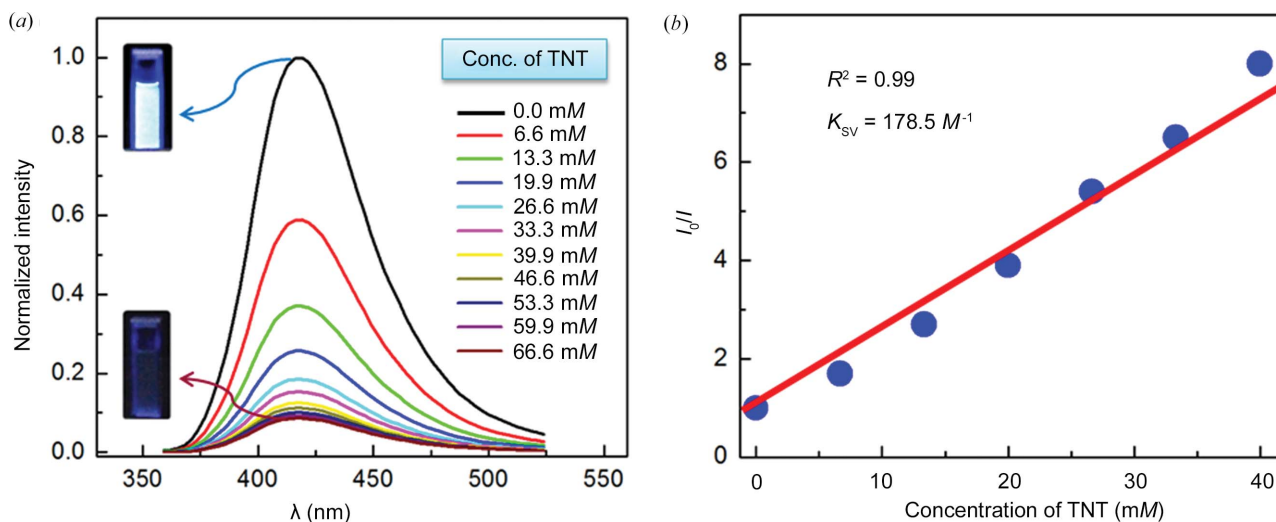 (a)
Normalized intensity
1.0
0.8
0.6
0.4
0.2
0.0
350
400
450
500
550
λ (nm)
Conc. of TNT
0.0 mM
6.6 mM
13.3 mM
19.9 mM
26.6 mM
33.3 mM
39.9 mM
46.6 mM
53.3 mM
59.9 mM
66.6 mM
(b)
I₀/I
8
6
4
2
0
R² = 0.99
K_SV = 178.5 M⁻¹
0
10
20
30
40
Concentration of TNT (mM)